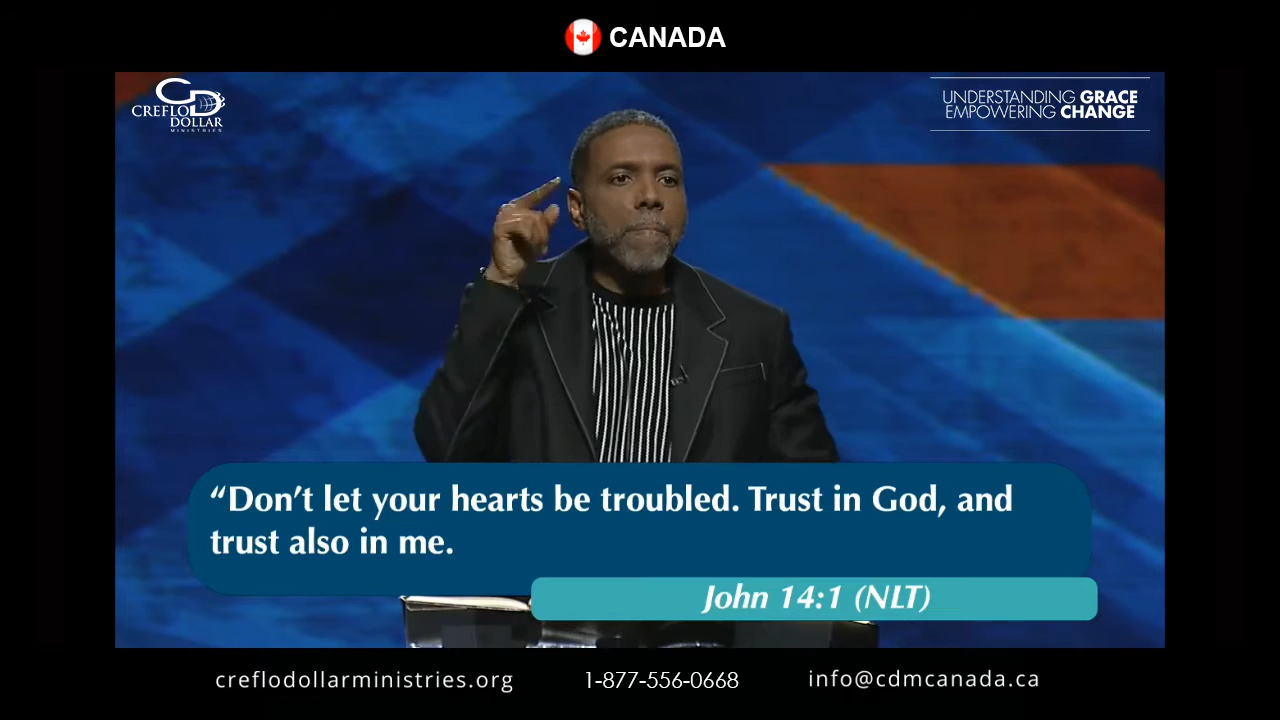 CANADA
CREFLO
DOLLAR
MINISTRIES
UNDERSTANDING GRACE
EMPOWERING CHANGE
“Don’t let your hearts be troubled. Trust in God, and
trust also in me.
John 14:1 (NLT)
creflodollarministries.org
1-877-556-0668
info@cdmcanada.ca